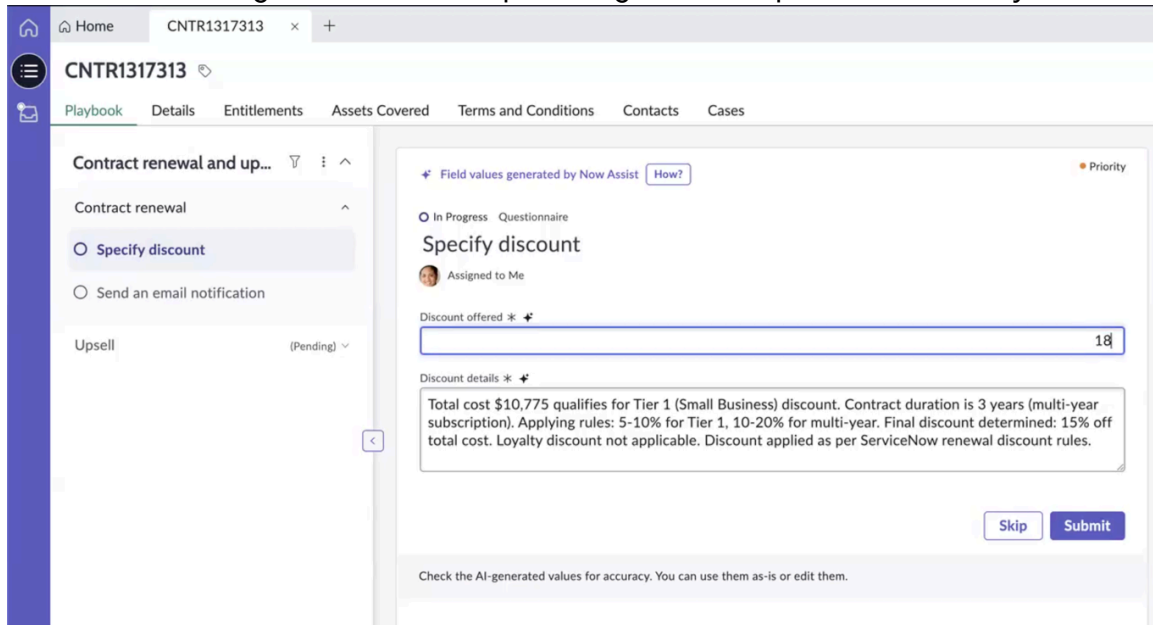 Home
CNTR1317313 × +
CNTR1317313
Playbook Details Entitlements Assets Covered Terms and Conditions Contacts Cases
Contract renewal and up...
Contract renewal
Specify discount
Send an email notification
Upsell (Pending)
Field values generated by Now Assist How?
Priority
In Progress Questionnaire
Specify discount
Assigned to Me
Discount offered *
18
Discount details *
Total cost $10,775 qualifies for Tier 1 (Small Business) discount. Contract duration is 3 years (multi-year
subscription). Applying rules: 5-10% for Tier 1, 10-20% for multi-year. Final discount determined: 15% off
total cost. Loyalty discount not applicable. Discount applied as per ServiceNow renewal discount rules.
Skip Submit
Check the AI-generated values for accuracy. You can use them as-is or edit them.